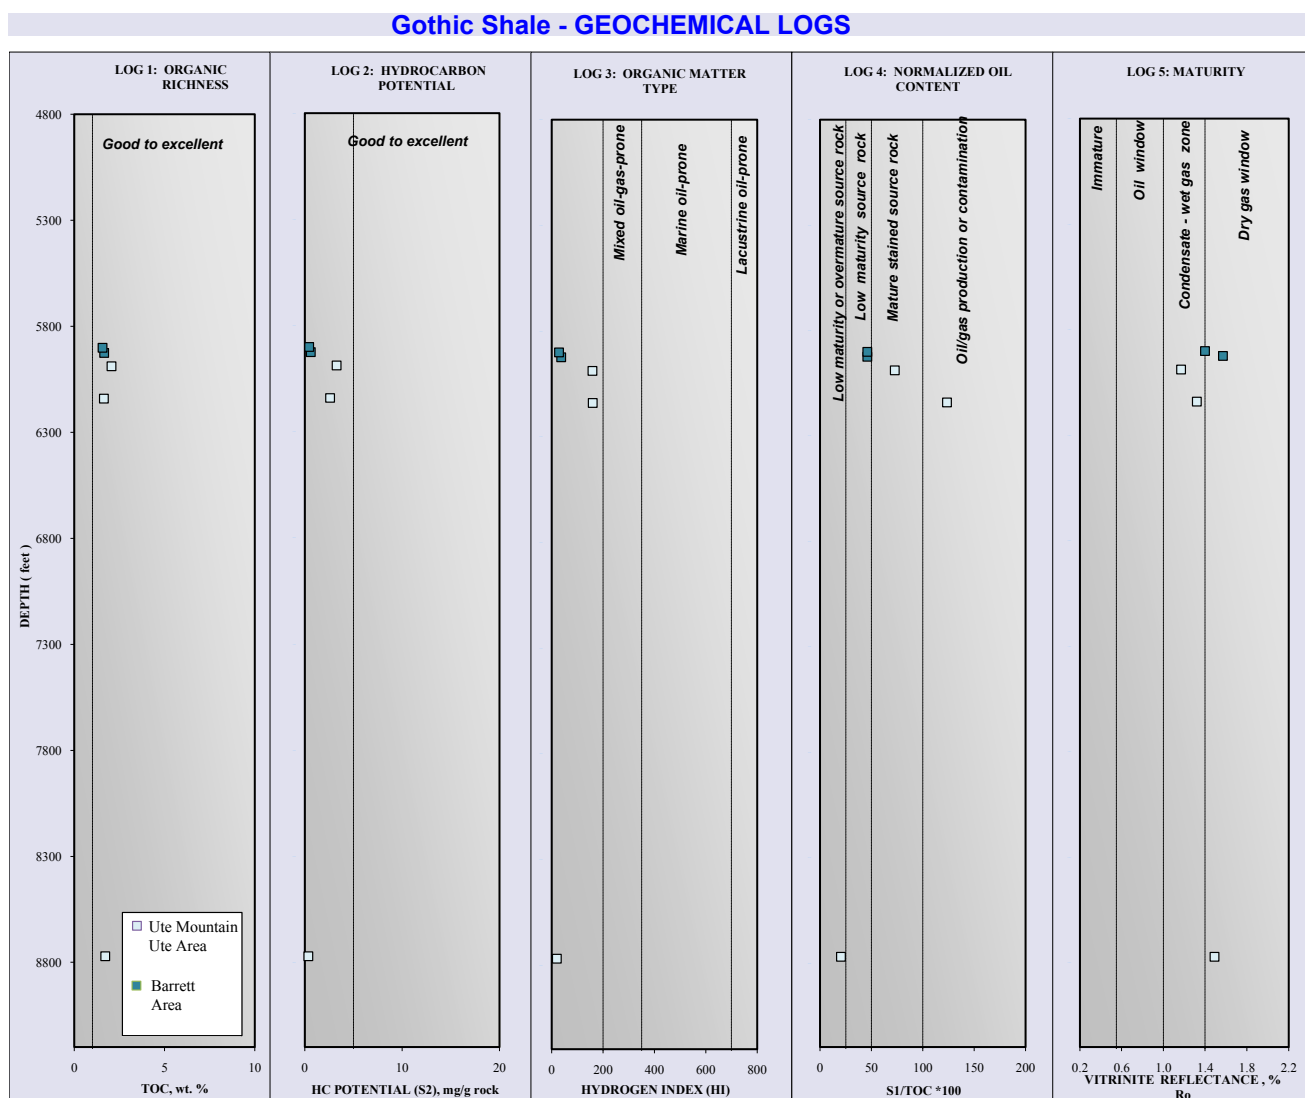 Gothic Shale - GEOCHEMICAL LOGS
LOG 1: ORGANIC
RICHNESS
LOG 2: HYDROCARBON
POTENTIAL
LOG 3: ORGANIC MATTER
TYPE
LOG 4: NORMALIZED OIL
CONTENT
LOG 5: MATURITY
Good to excellent
Good to excellent
Mixed oil-gas-prone
Marine oil-prone
Lacustrine oil-prone
Low maturity or overmature source rock
Low maturity source rock
Mature stained source rock
Oil/gas production or contamination
Immature
Oil window
Condensate - wet gas zone
Dry gas window
DEPTH ( feet )
4800
5300
5800
6300
6800
7300
7800
8300
8800
Ute Mountain
Ute Area
Barrett
Area
0 5 10
TOC, wt. %
0 10 20
HC POTENTIAL (S2), mg/g rock
0 200 400 600 800
HYDROGEN INDEX (HI)
0 50 100 150 200
S1/TOC *100
0.2 0.6 1.0 1.4 1.8 2.2
VITRINITE REFLECTANCE , %
Ro